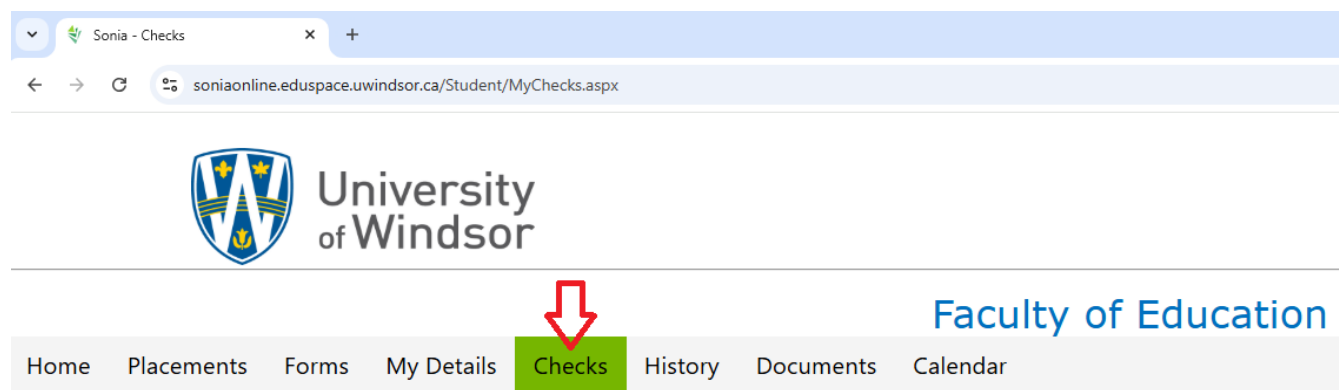 Sonia - Checks
soniaonline.eduspace.uwindsor.ca/Student/MyChecks.aspx
University
of Windsor
Faculty of Education
Home Placements Forms My Details Checks History Documents Calendar